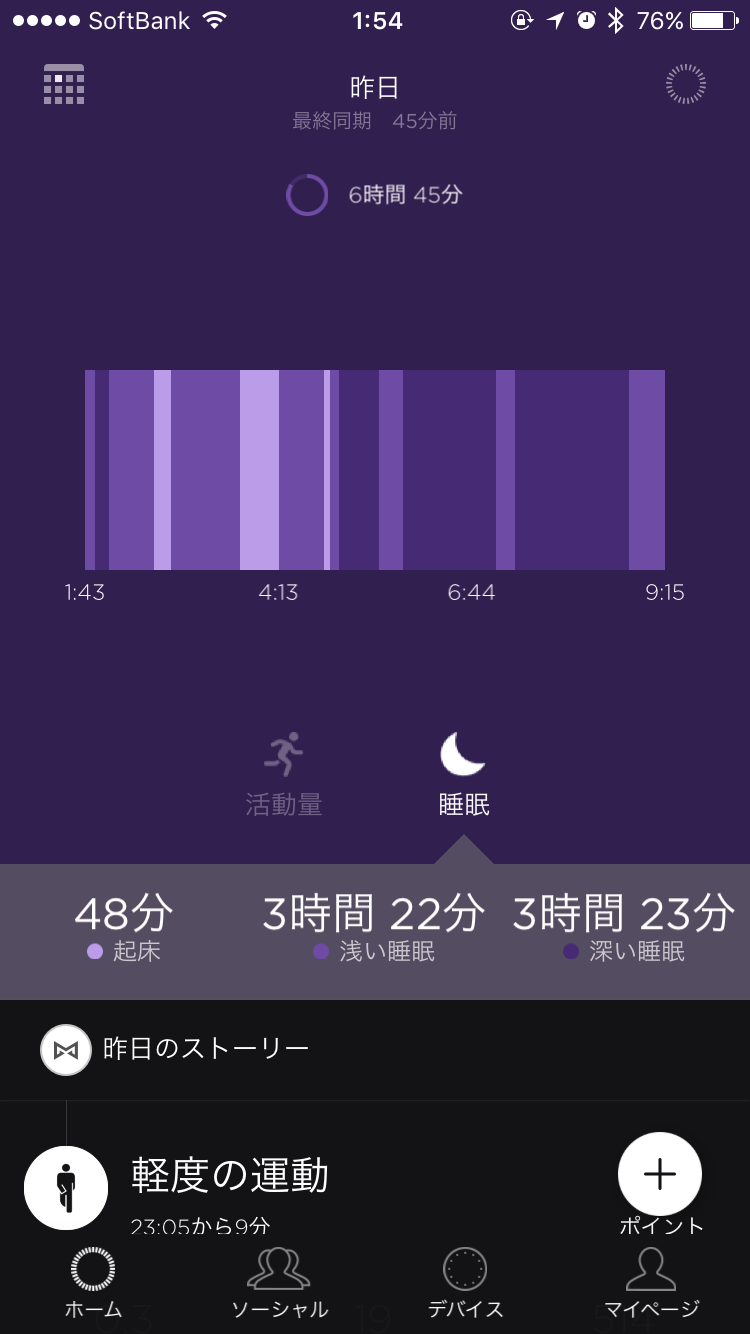 SoftBank 1:54 76%
昨日
最終同期 45分前
6時間 45分
1:43 4:13 6:44 9:15
活動量 睡眠
48分 3時間 22分 3時間 23分
起床 浅い睡眠 深い睡眠
昨日のストーリー
軽度の運動
23:05から9分
ポイント
ホーム ソーシャル デバイス マイページ